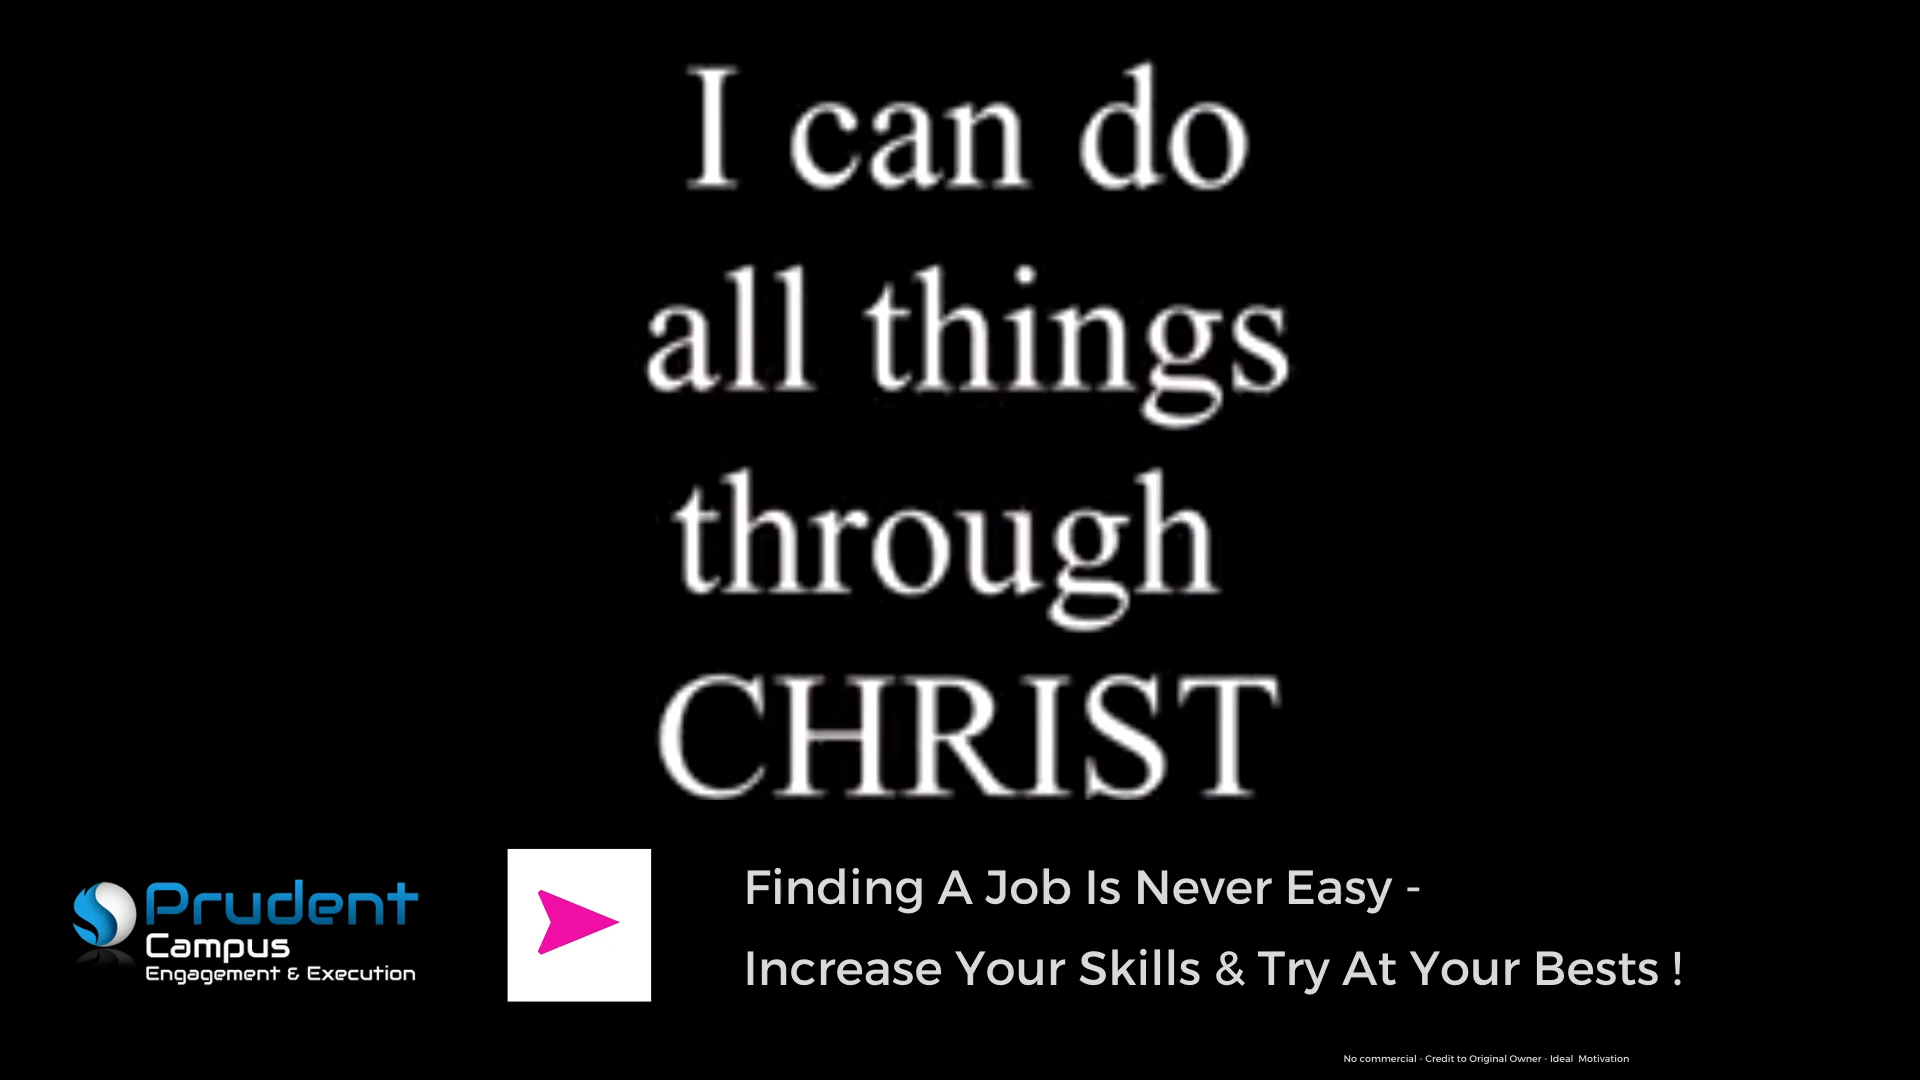 I can do
all things
through
CHRIST
Prudent
Campus
Engagement & Execution
Finding A Job Is Never Easy -
Increase Your Skills & Try At Your Bests !
No commercial - Credit to Original Owner - Ideal Motivation